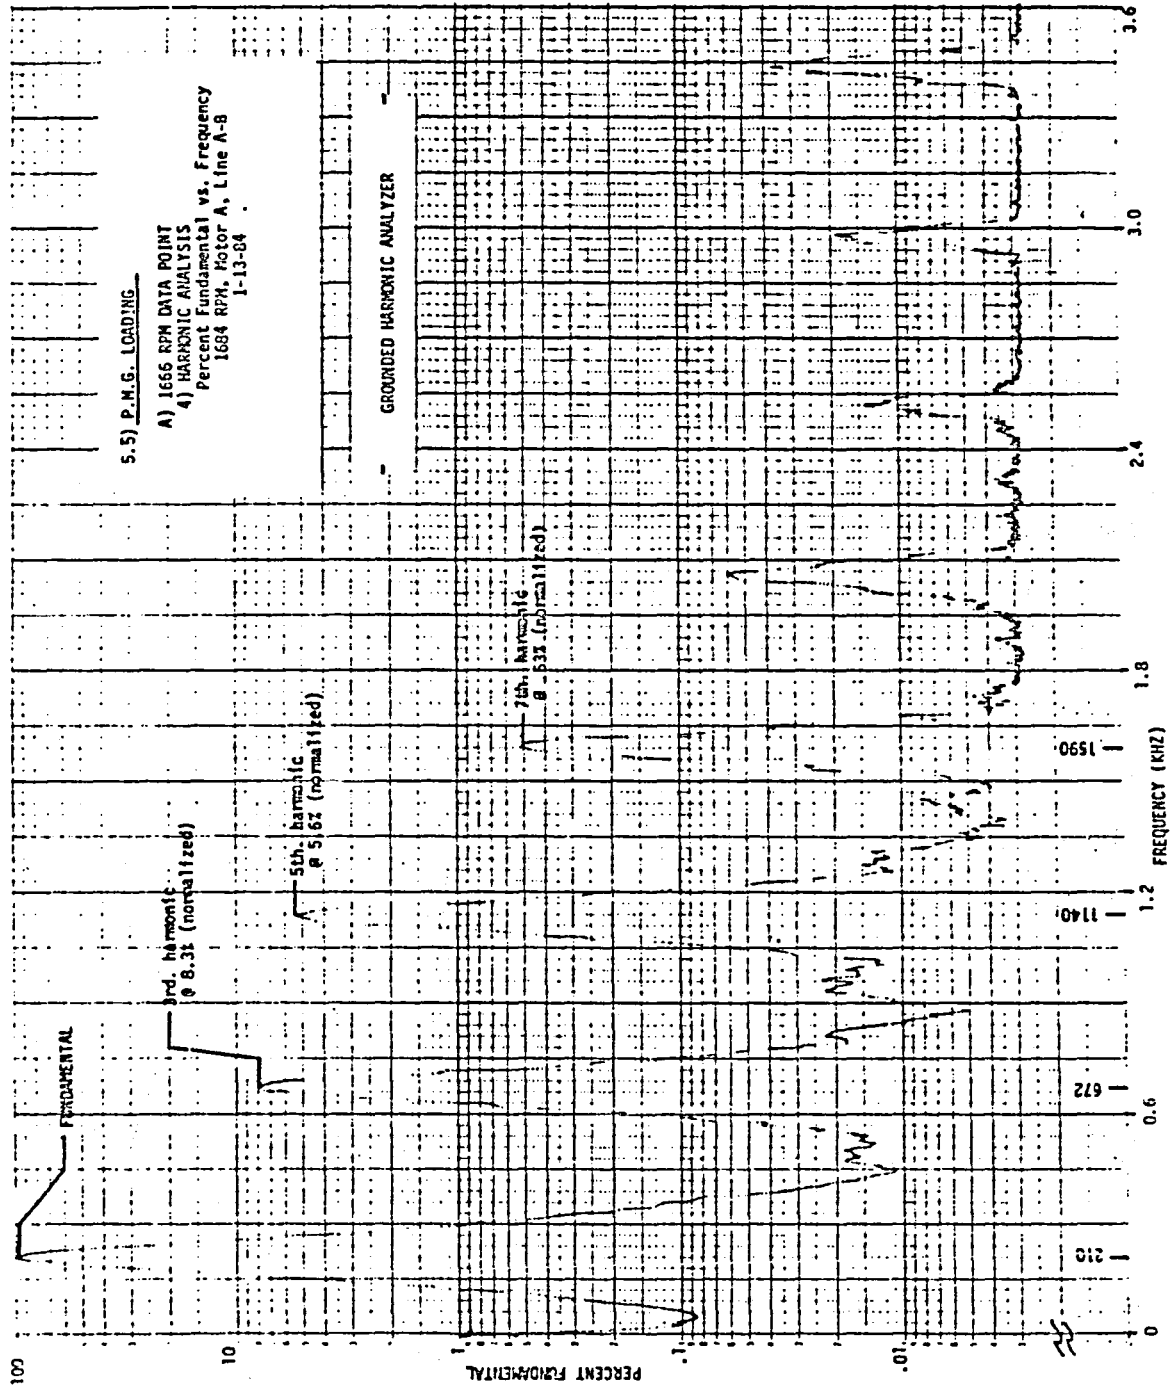 5.5) P.M.G. LOADING
A) 1666 RPM DATA POINT
4) HARMONIC ANALYSIS
Percent Fundamental vs. Frequency
1684 RPM, Motor A, Line A-B
1-13-84
GROUNDED HARMONIC ANALYZER
FUNDAMENTAL
3rd. harmonic
@ 8.3% (normalized)
5th. harmonic
@ 5.6% (normalized)
7th. harmonic
@ .53% (normalized)
PERCENT FUNDAMENTAL
100
10
1
.1
.01
0
0.6
1.2
1.8
2.4
3.0
3.6
210
672
1140
1590
FREQUENCY (KHZ)